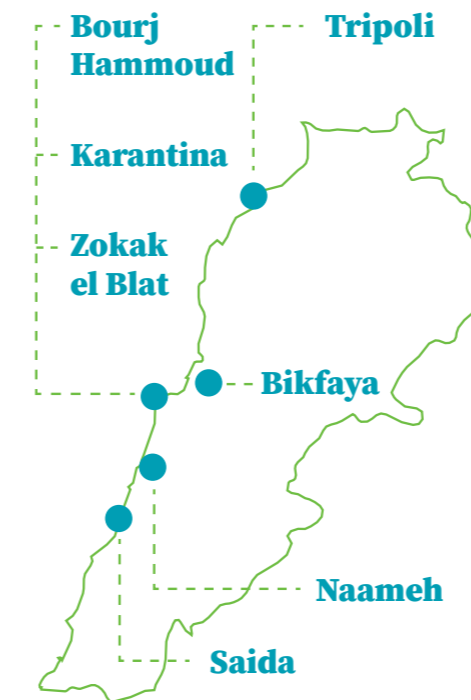 Bourj
Hammoud
Tripoli
Karantina
Zokak
el Blat
Bikfaya
Naameh
Saida